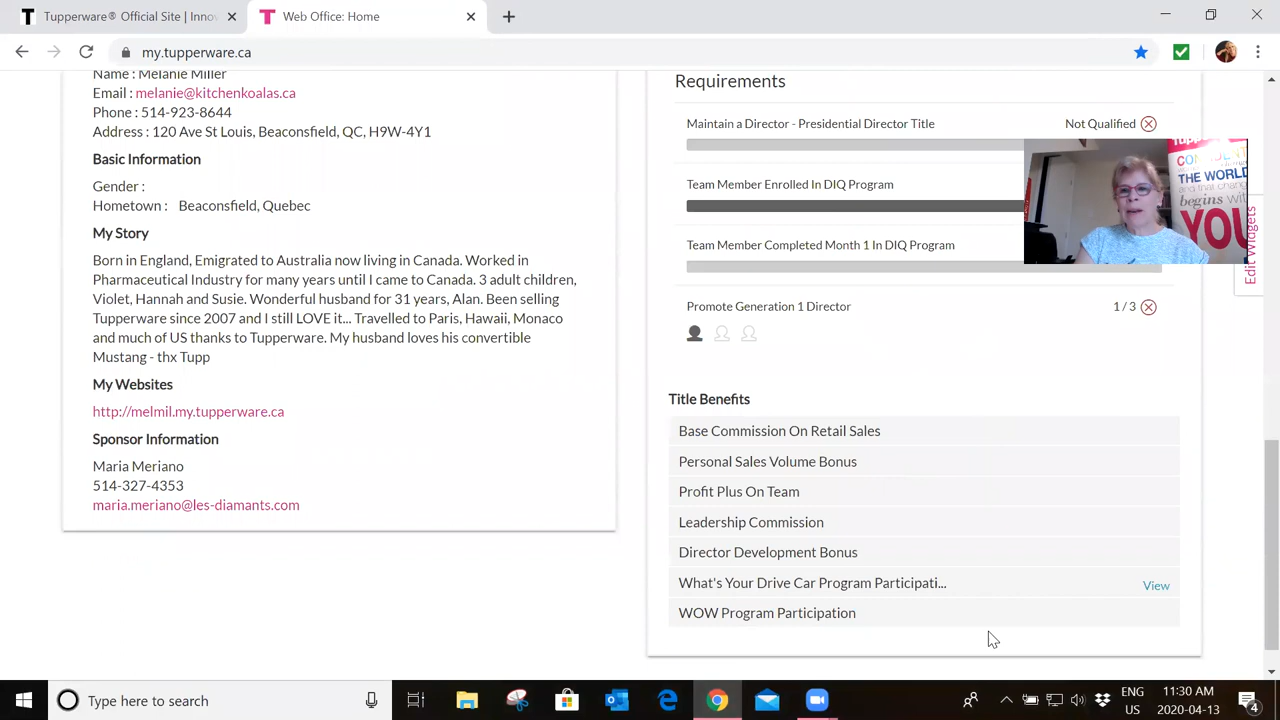 Tupperware® Official Site | Inno
Web Office: Home
my.tupperware.ca
Name : Melanie Miller
Email : melanie@kitchenkoalas.ca
Phone : 514-923-8644
Address : 120 Ave St Louis, Beaconsfield, QC, H9W-4Y1
Basic Information
Gender :
Hometown : Beaconsfield, Quebec
My Story
Born in England, Emigrated to Australia now living in Canada. Worked in
Pharmaceutical Industry for many years until I came to Canada. 3 adult children,
Violet, Hannah and Susie. Wonderful husband for 31 years, Alan. Been selling
Tupperware since 2007 and I still LOVE it... Travelled to Paris, Hawaii, Monaco
and much of US thanks to Tupperware. My husband loves his convertible
Mustang - thx Tupp
My Websites
http://melmil.my.tupperware.ca
Sponsor Information
Maria Meriano
514-327-4353
maria.meriano@les-diamants.com
Requirements
Maintain a Director - Presidential Director Title
Not Qualified
Team Member Enrolled In DIQ Program
Team Member Completed Month 1 In DIQ Program
Promote Generation 1 Director
1 / 3
Title Benefits
Base Commission On Retail Sales
Personal Sales Volume Bonus
Profit Plus On Team
Leadership Commission
Director Development Bonus
What's Your Drive Car Program Participati...
View
WOW Program Participation
THE WORLD
and that change
begins with
YOU
Edit Widgets
Type here to search
ENG
CA
11:30 AM
2020-04-13
4